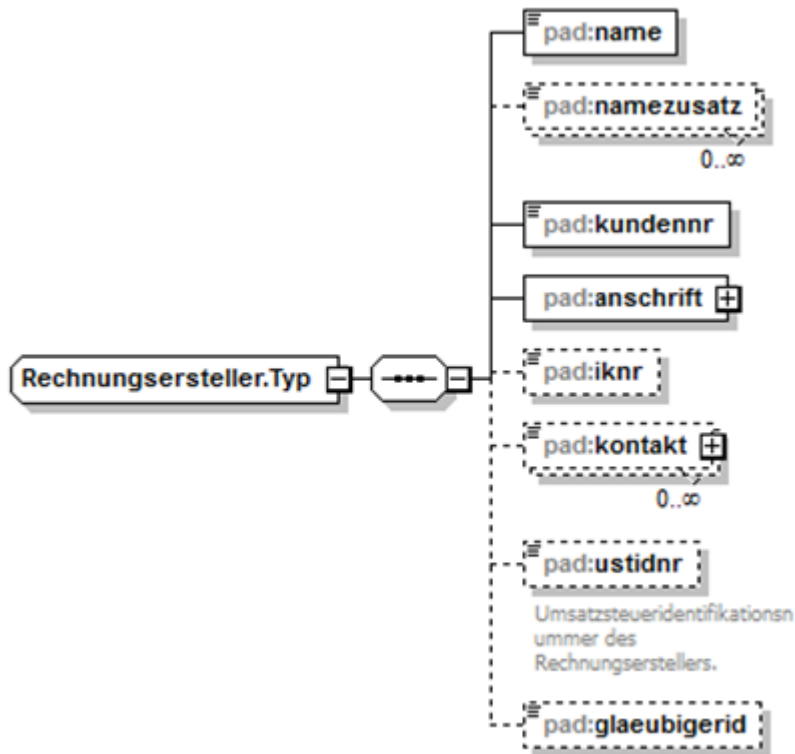 pad:name
pad:namezusatz
0..∞
pad:kundennr
pad:anschrift
Rechnungsersteller.Typ
pad:iknr
pad:kontakt
0..∞
pad:ustidnr
Umsatzsteueridentifikationsn
ummer des
Rechnungserstellers.
pad:glaeubigerid